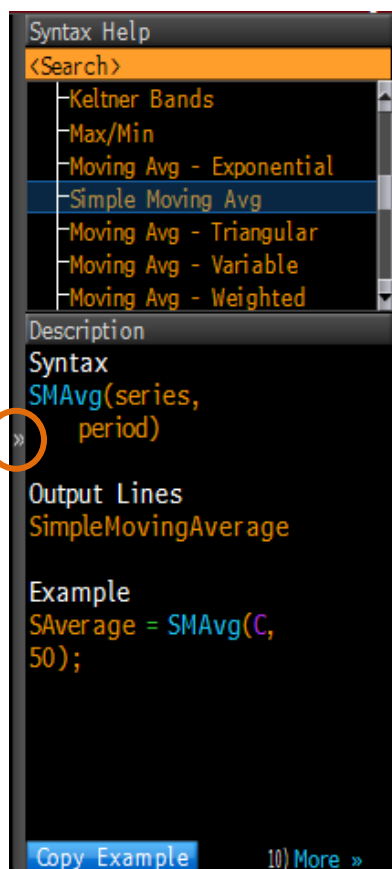 Syntax Help
<Search>
Keltner Bands
Max/Min
Moving Avg - Exponential
Simple Moving Avg
Moving Avg - Triangular
Moving Avg - Variable
Moving Avg - Weighted
Description
Syntax
SMAvg(series,
period)
»
Output Lines
SimpleMovingAverage
Example
SAverage = SMAvg(C,
50);
Copy Example 10) More »